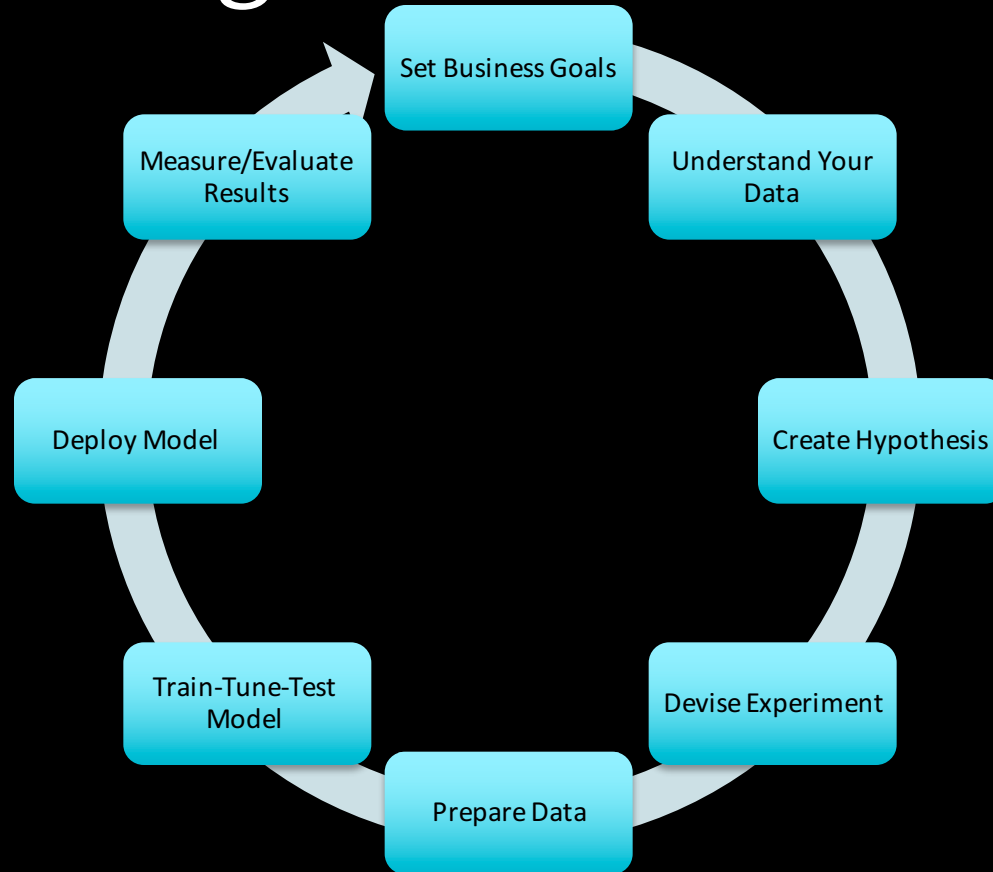 Set Business Goals
Understand Your
Data
Create Hypothesis
Devise Experiment
Prepare Data
Train-Tune-Test
Model
Deploy Model
Measure/Evaluate
Results